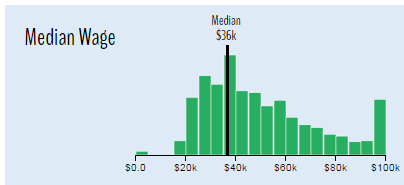 Median
$36k
Median Wage
$0.0 $20k $40k $60k $80k $100k